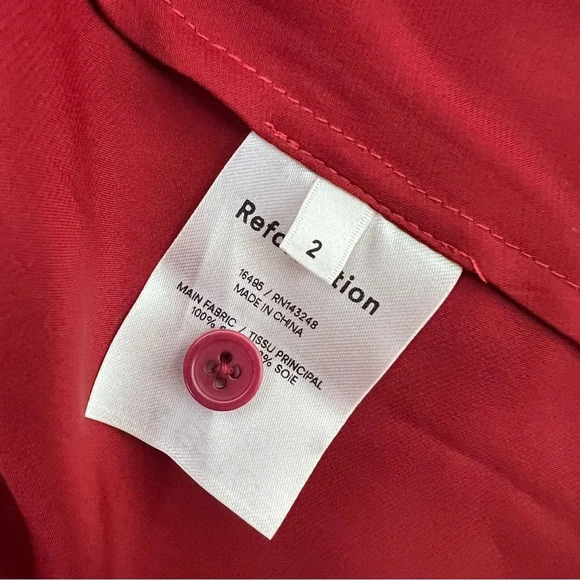 Refo tion
2
16495 / RN143248
MADE IN CHINA
MAIN FABRIC / TISSU PRINCIPAL
100% S % SOIE